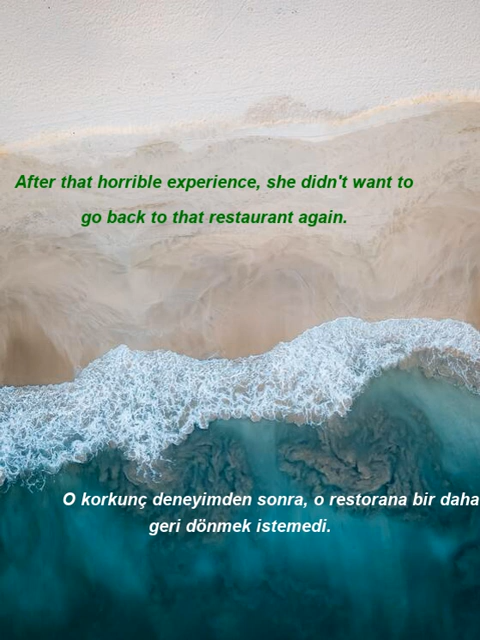 After that horrible experience, she didn't want to
go back to that restaurant again.
O korkunç deneyimden sonra, o restorana bir daha
geri dönmek istemedi.